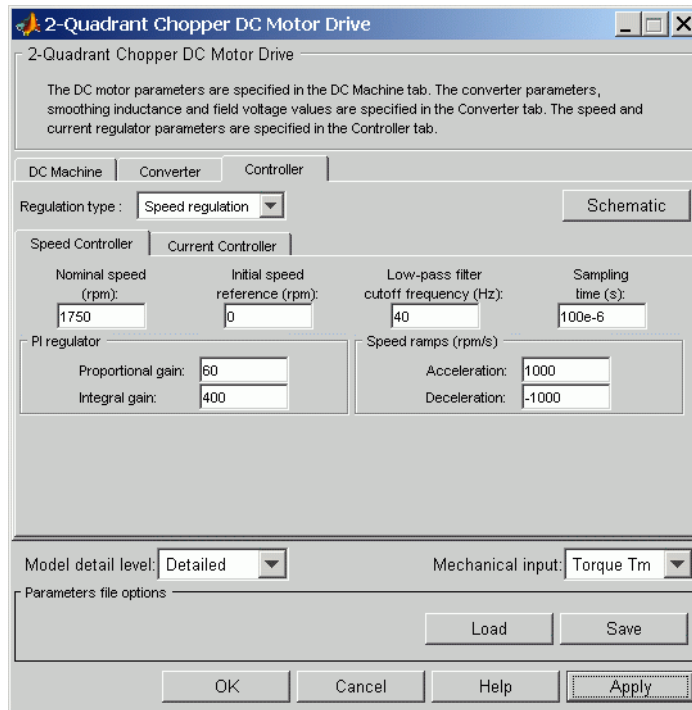 2-Quadrant Chopper DC Motor Drive
2-Quadrant Chopper DC Motor Drive
The DC motor parameters are specified in the DC Machine tab. The converter parameters,
smoothing inductance and field voltage values are specified in the Converter tab. The speed and
current regulator parameters are specified in the Controller tab.
DC Machine Converter Controller
Regulation type : Speed regulation Schematic
Speed Controller Current Controller
Nominal speed Initial speed Low-pass filter Sampling
(rpm): reference (rpm): cutoff frequency (Hz): time (s):
1750 0 40 100e-6
PI regulator Speed ramps (rpm/s)
Proportional gain: 60 Acceleration: 1000
Integral gain: 400 Deceleration: -1000
Model detail level: Detailed Mechanical input: Torque Tm
Parameters file options
Load Save
OK Cancel Help Apply